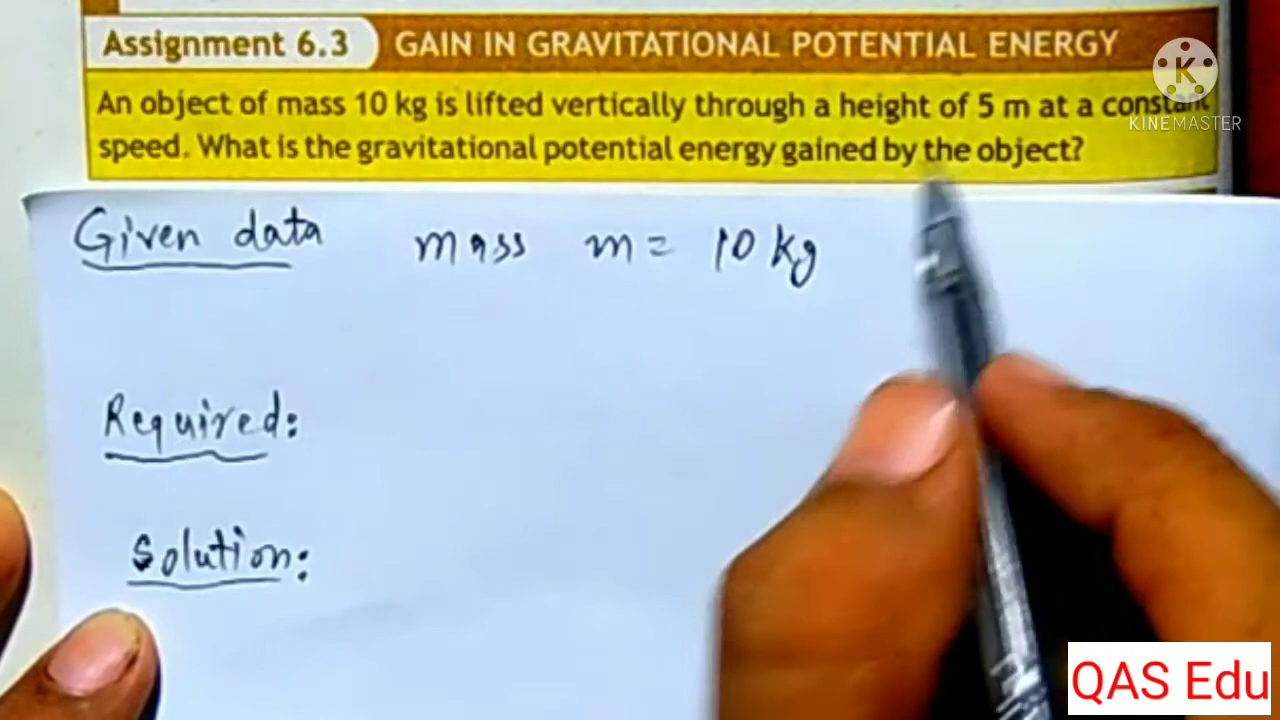 Assignment 6.3 GAIN IN GRAVITATIONAL POTENTIAL ENERGY
An object of mass 10 kg is lifted vertically through a height of 5 m at a constant
speed. What is the gravitational potential energy gained by the object?
K
KINEMASTER
Given data mass m = 10 kg
Required:
Solution:
QAS Edu